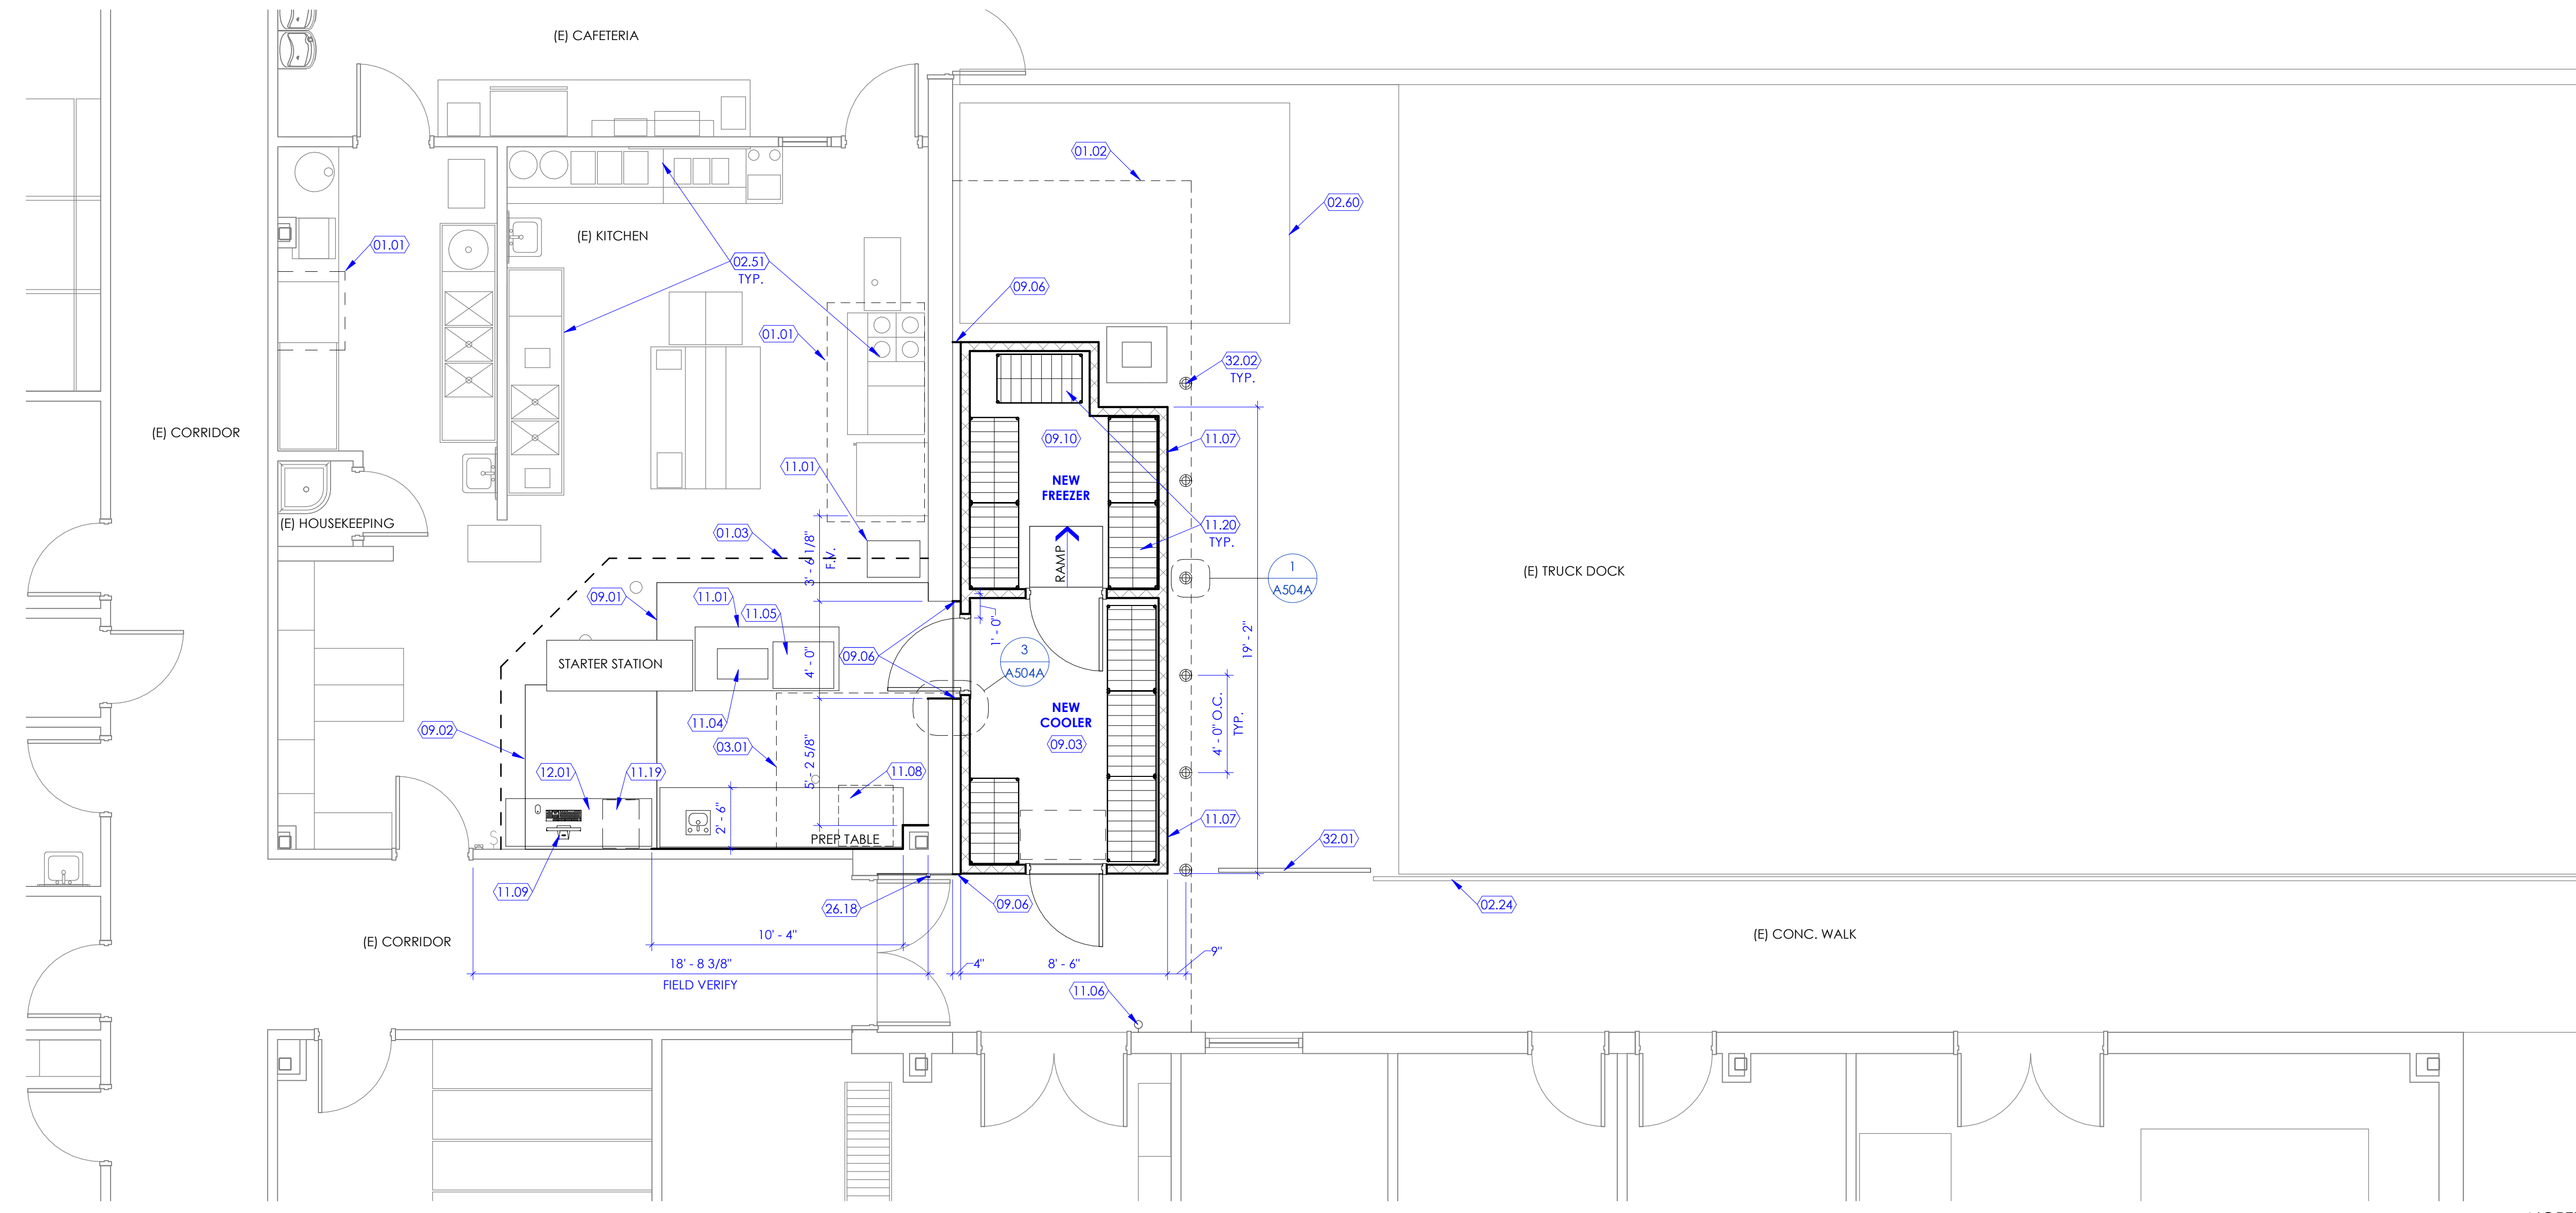 (E) CAFETERIA
01.02
02.60
01.01
(E) KITCHEN
02.51
TYP.
09.06
01.01
32.02
TYP.
(E) CORRIDOR
09.10
11.07
11.01
NEW
FREEZER
(E) HOUSEKEEPING
01.03
3' - 6 1/8"
F.V.
RAMP
11.20
TYP.
1
A504A
(E) TRUCK DOCK
09.01
11.01
11.05
1' - 0"
19' - 2"
STARTER STATION
4' - 0"
09.06
3
A504A
11.04
NEW
COOLER
09.03
4' - 0" O.C.
TYP.
09.02
03.01
5' - 2 5/8"
12.01
11.19
11.08
2' - 6"
PREP TABLE
S
11.07
32.01
11.09
26.18
09.06
02.24
(E) CORRIDOR
10' - 4"
(E) CONC. WALK
18' - 8 3/8"
FIELD VERIFY
4"
8' - 6"
9"
11.06